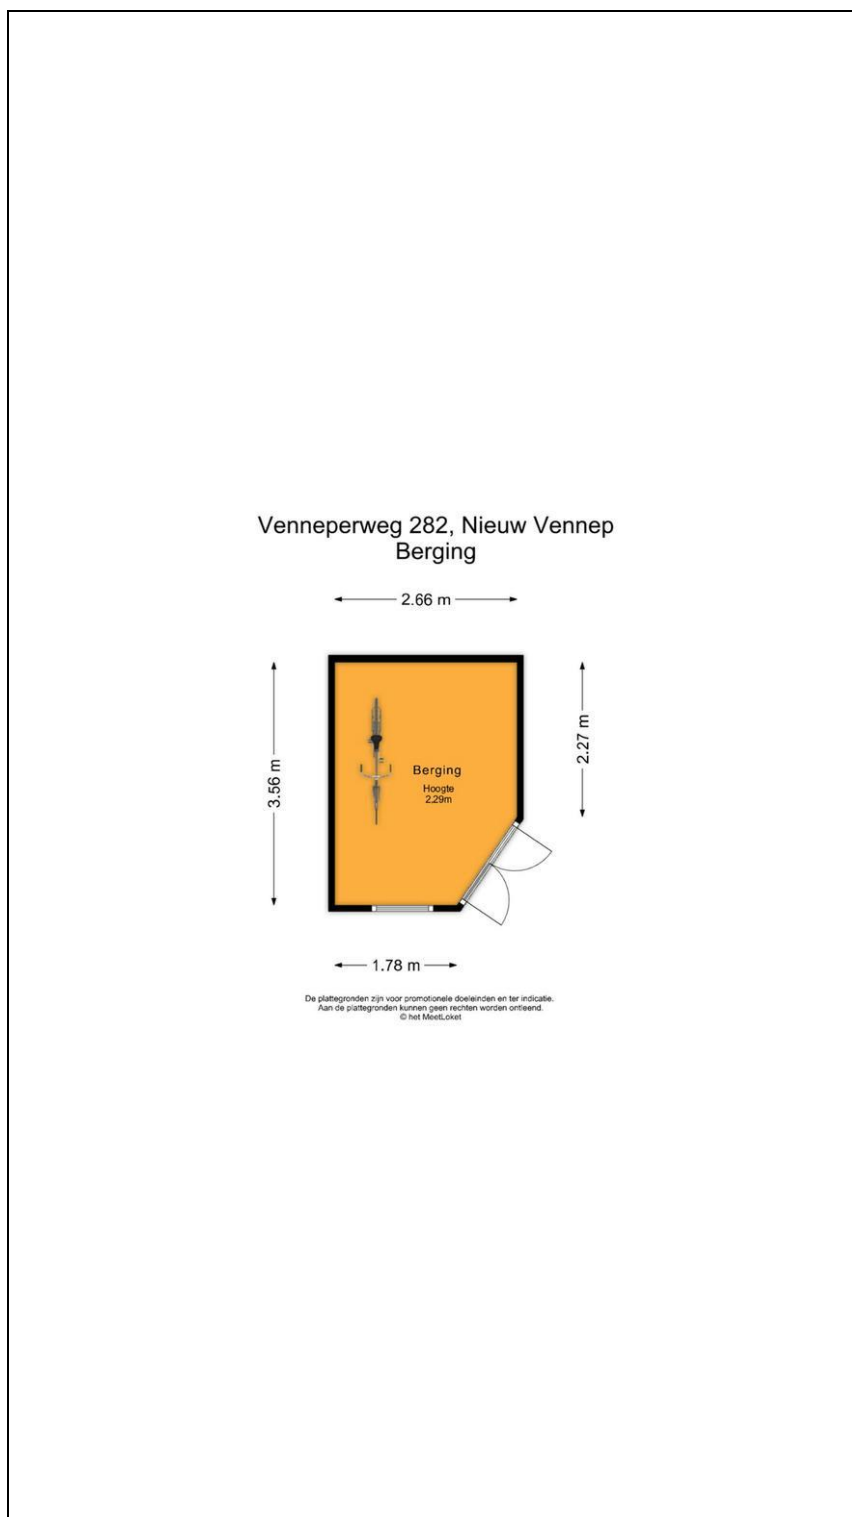 Venneperweg 282, Nieuw Vennep
Berging
2.66 m
3.56 m
2.27 m
Berging
Hoogte
2.29m
1.78 m
De plattegronden zijn voor promotionele doeleinden en ter indicatie.
Aan de plattegronden kunnen geen rechten worden ontleend.
© het MeetLoket